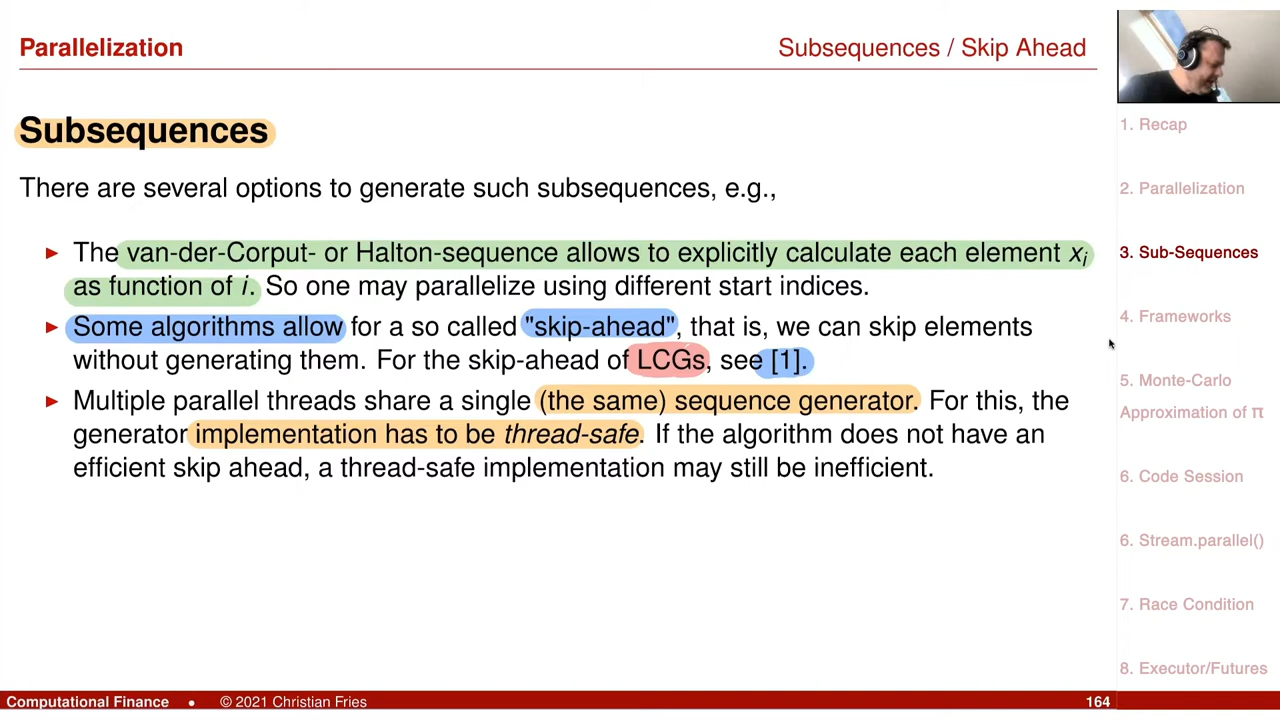 Parallelization
Subsequences / Skip Ahead
Subsequences
There are several options to generate such subsequences, e.g.,
► The van-der-Corput- or Halton-sequence allows to explicitly calculate each element xᵢ
as function of i. So one may parallelize using different start indices.
► Some algorithms allow for a so called "skip-ahead", that is, we can skip elements
without generating them. For the skip-ahead of LCGs, see [1].
► Multiple parallel threads share a single (the same) sequence generator. For this, the
generator implementation has to be thread-safe. If the algorithm does not have an
efficient skip ahead, a thread-safe implementation may still be inefficient.
1. Recap
2. Parallelization
3. Sub-Sequences
4. Frameworks
5. Monte-Carlo
Approximation of π
6. Code Session
6. Stream.parallel()
7. Race Condition
8. Executor/Futures
Computational Finance • © 2021 Christian Fries
164